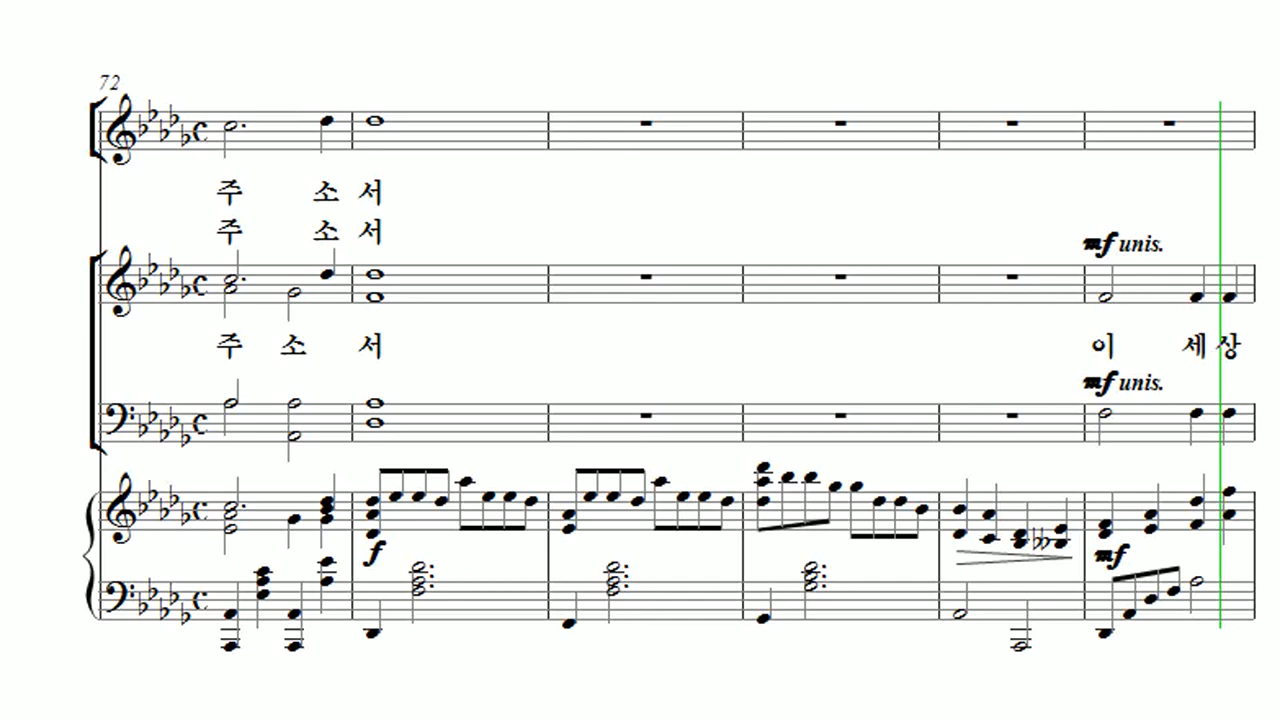 72
주 소 서
주 소 서
mf unis.
주 소 서 이 세 상
mf unis.
f mf